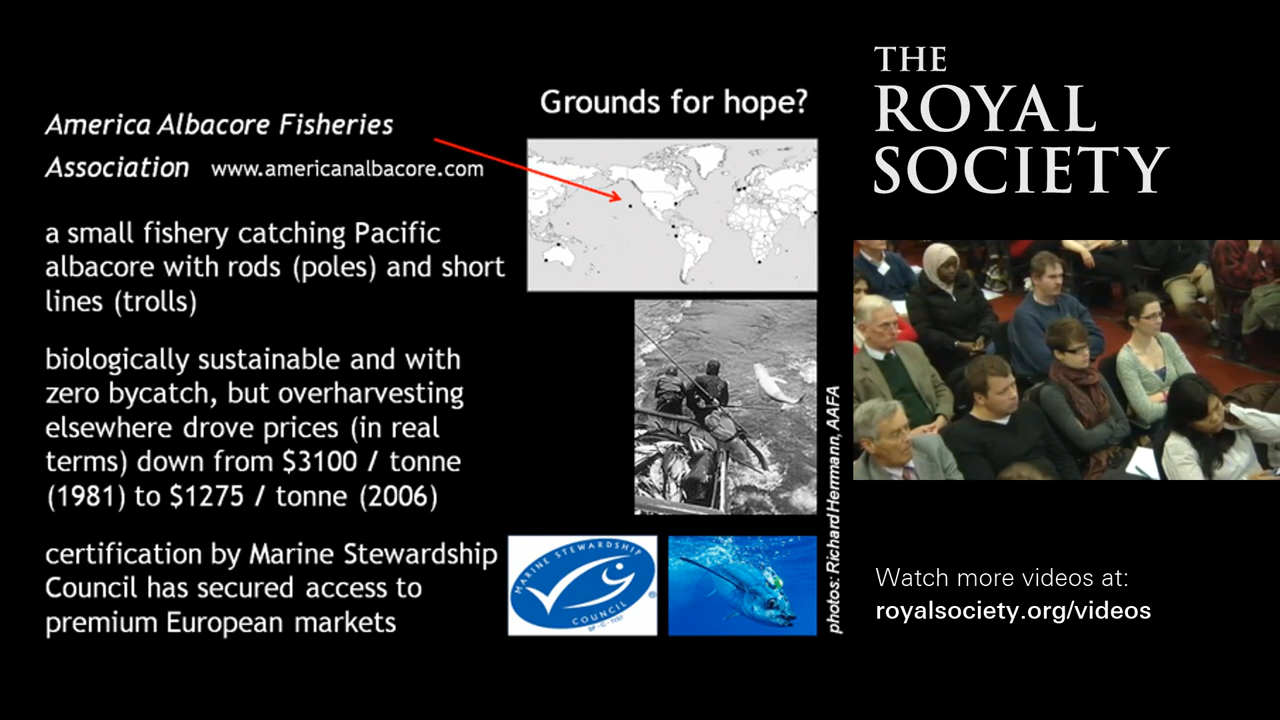 Grounds for hope?
America Albacore Fisheries
Association www.americanalbacore.com
a small fishery catching Pacific
albacore with rods (poles) and short
lines (trolls)
biologically sustainable and with
zero bycatch, but overharvesting
elsewhere drove prices (in real
terms) down from $3100 / tonne
(1981) to $1275 / tonne (2006)
certification by Marine Stewardship
Council has secured access to
premium European markets
MARINE STEWARDSHIP
COUNCIL
photos: Richard Herrmann, AAFA
THE
ROYAL
SOCIETY
Watch more videos at:
royalsociety.org/videos